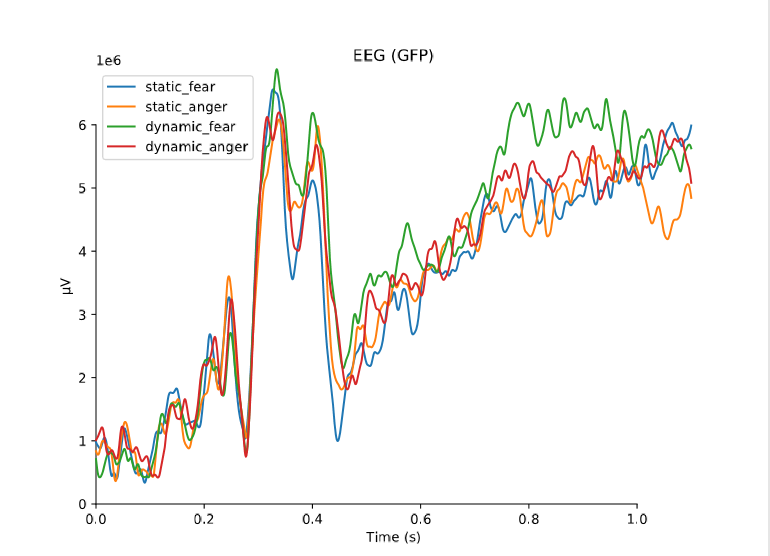 EEG (GFP)
1e6
static_fear
static_anger
dynamic_fear
dynamic_anger
6
5
4
3
2
1
0
µV
0.0 0.2 0.4 0.6 0.8 1.0
Time (s)